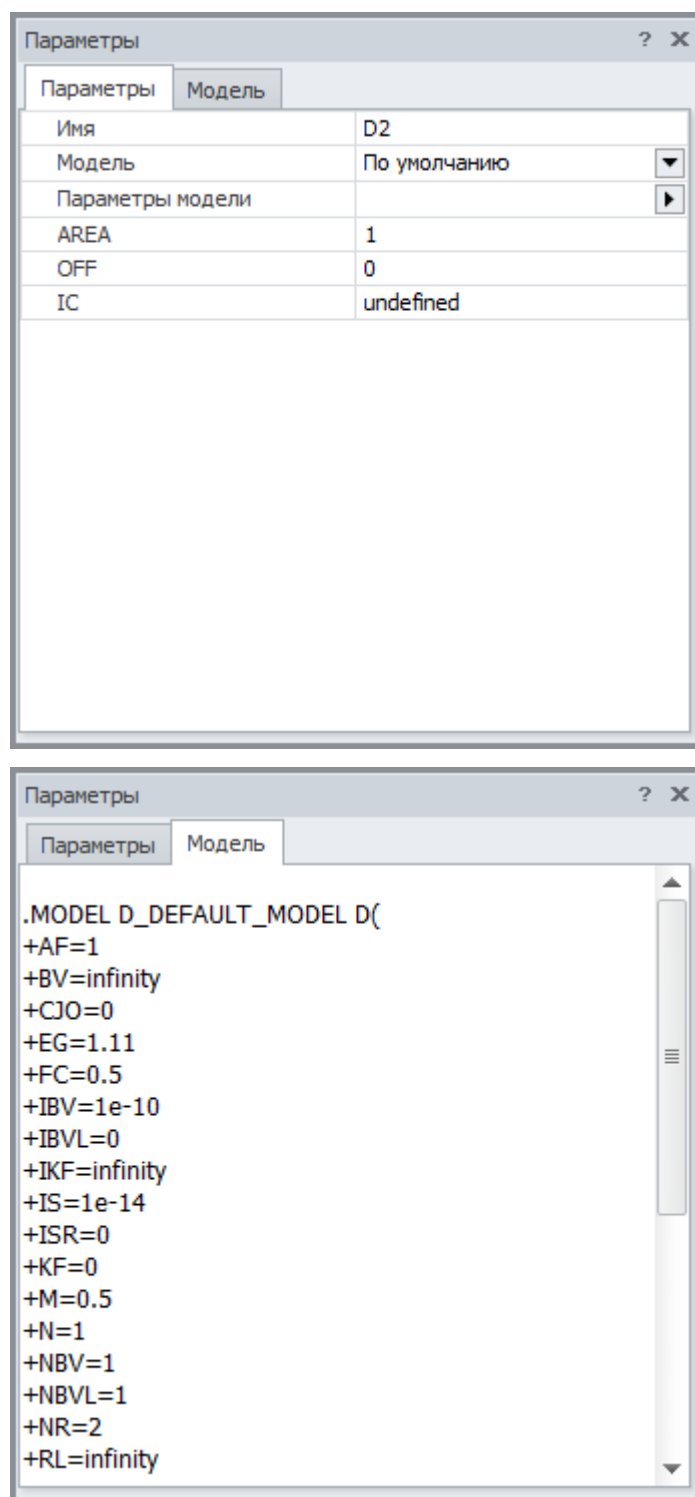 Параметры ? X
Параметры Модель
Имя D2
Модель По умолчанию
Параметры модели
AREA 1
OFF 0
IC undefined
Параметры ? X
Параметры Модель
.MODEL D_DEFAULT_MODEL D(
+AF=1
+BV=infinity
+CJO=0
+EG=1.11
+FC=0.5
+IBV=1e-10
+IBVL=0
+IKF=infinity
+IS=1e-14
+ISR=0
+KF=0
+M=0.5
+N=1
+NBV=1
+NBVL=1
+NR=2
+RL=infinity